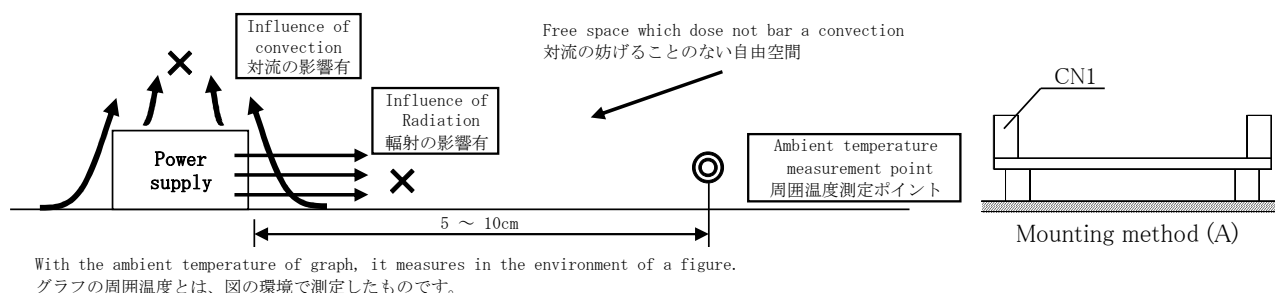 Influence of
convection
対流の影響有
Free space which dose not bar a convection
対流の妨げることのない自由空間
CN1
Influence of
Radiation
輻射の影響有
Power
supply
Ambient temperature
measurement point
周囲温度測定ポイント
5 ～ 10cm
Mounting method (A)
With the ambient temperature of graph, it measures in the environment of a figure.
グラフの周囲温度とは、図の環境で測定したものです。